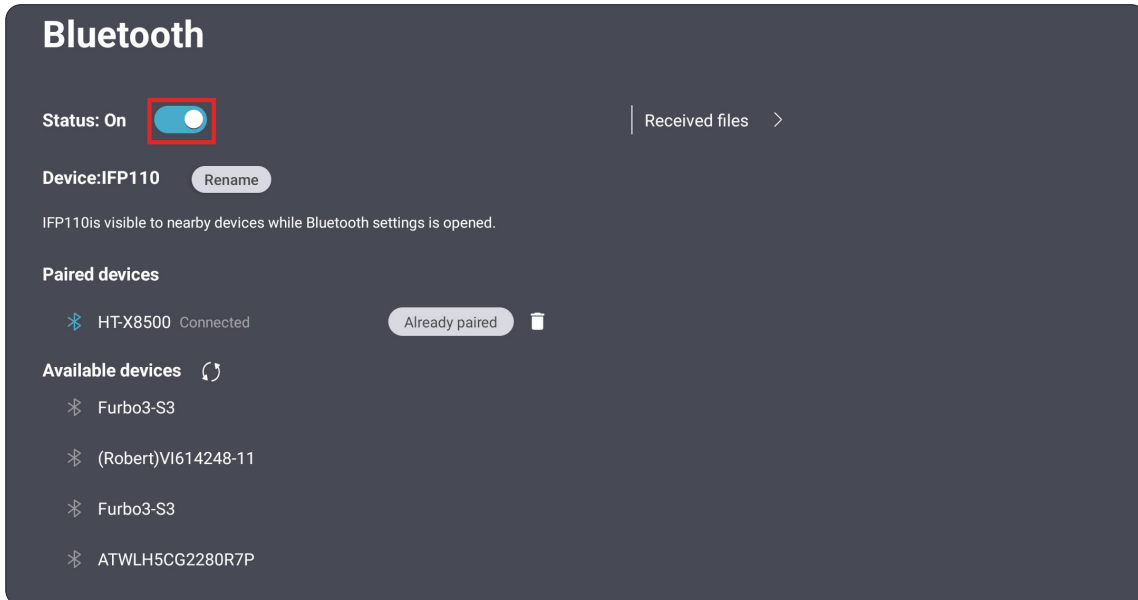 Bluetooth
Status: On
Received files
Device:IFP110
Rename
IFP110is visible to nearby devices while Bluetooth settings is opened.
Paired devices
HT-X8500 Connected
Already paired
Available devices
Furbo3-S3
(Robert)VI614248-11
Furbo3-S3
ATWLH5CG2280R7P